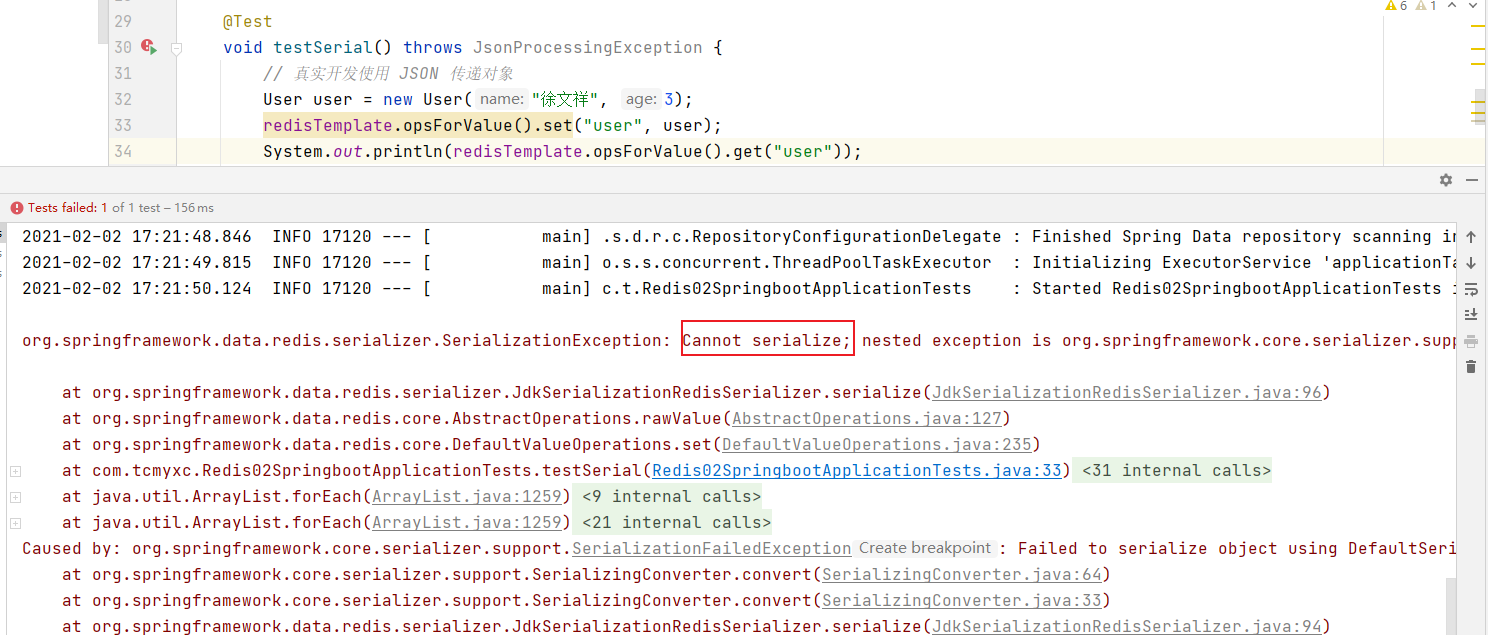 29 @Test
⚠6 ⚠1
30 void testSerial() throws JsonProcessingException {
31 // 真实开发使用 JSON 传递对象
32 User user = new User( name: "徐文祥", age: 3);
33 redisTemplate.opsForValue().set("user", user);
34 System.out.println(redisTemplate.opsForValue().get("user"));
Tests failed: 1 of 1 test – 156 ms
2021-02-02 17:21:48.846  INFO 17120 --- [           main] .s.d.r.c.RepositoryConfigurationDelegate : Finished Spring Data repository scanning in
2021-02-02 17:21:49.815  INFO 17120 --- [           main] o.s.s.concurrent.ThreadPoolTaskExecutor  : Initializing ExecutorService 'applicationTa
2021-02-02 17:21:50.124  INFO 17120 --- [           main] c.t.Redis02SpringbootApplicationTests    : Started Redis02SpringbootApplicationTests i
org.springframework.data.redis.serializer.SerializationException: Cannot serialize; nested exception is org.springframework.core.serializer.supp
at org.springframework.data.redis.serializer.JdkSerializationRedisSerializer.serialize(JdkSerializationRedisSerializer.java:96)
at org.springframework.data.redis.core.AbstractOperations.rawValue(AbstractOperations.java:127)
at org.springframework.data.redis.core.DefaultValueOperations.set(DefaultValueOperations.java:235)
at com.tcmyxc.Redis02SpringbootApplicationTests.testSerial(Redis02SpringbootApplicationTests.java:33) <31 internal calls>
at java.util.ArrayList.forEach(ArrayList.java:1259) <9 internal calls>
at java.util.ArrayList.forEach(ArrayList.java:1259) <21 internal calls>
Caused by: org.springframework.core.serializer.support.SerializationFailedException Create breakpoint : Failed to serialize object using DefaultSeri
at org.springframework.core.serializer.support.SerializingConverter.convert(SerializingConverter.java:64)
at org.springframework.core.serializer.support.SerializingConverter.convert(SerializingConverter.java:33)
at org.springframework.data.redis.serializer.JdkSerializationRedisSerializer.serialize(JdkSerializationRedisSerializer.java:94)